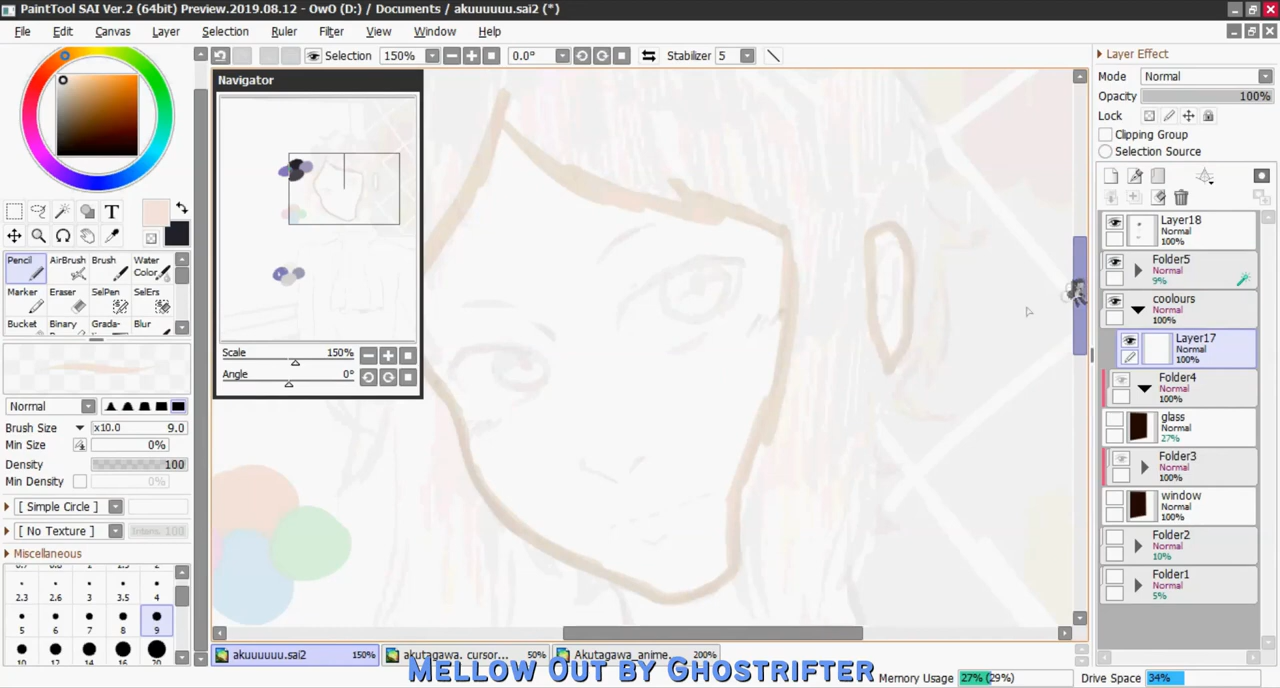 PaintTool SAI Ver.2 (64bit) Preview.2019.08.12 - OwO (D:) / Documents / akuuuuuu.sai2 (*)
File Edit Canvas Layer Selection Ruler Filter View Window Help
Selection 150% 0.0° Stabilizer 5
Navigator
Scale 150%
Angle 0°
T
Pencil AirBrush Brush Water Color
Marker Eraser SelPen SelErs
Bucket Binary Grada- Blur
Normal
Brush Size x10.0 9.0
Min Size 0%
Density 100
Min Density 0%
[ Simple Circle ]
[ No Texture ] Intens. 100
Miscellaneous
2.3 2.6 3 3.5 4
5 6 7 8 9
10 12 14 16 20
Layer Effect
Mode Normal
Opacity 100%
Lock
Clipping Group
Selection Source
Layer18
Normal
100%
Folder5
Normal
9%
coolours
Normal
100%
Layer17
Normal
100%
Folder4
Normal
100%
glass
Normal
27%
Folder3
Normal
100%
window
Normal
100%
Folder2
Normal
10%
Folder1
Normal
5%
akuuuuuu.sai2 150% akutagawa. cursor... 50% Akutagawa_anime... 200%
Mellow Out by Ghostrifter
Memory Usage 27% (29%) Drive Space 34%